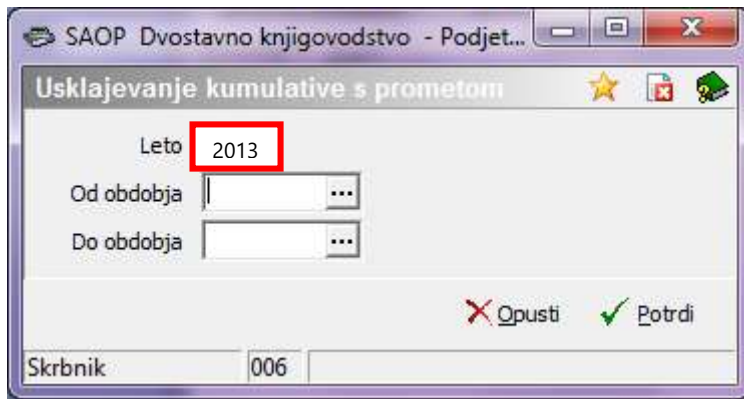 SAOP Dvostavno knjigovodstvo - Podjet...
Usklajevanje kumulative s prometom
Leto 2013
Od obdobja ...
Do obdobja ...
Opusti Potrdi
Skrbnik 006